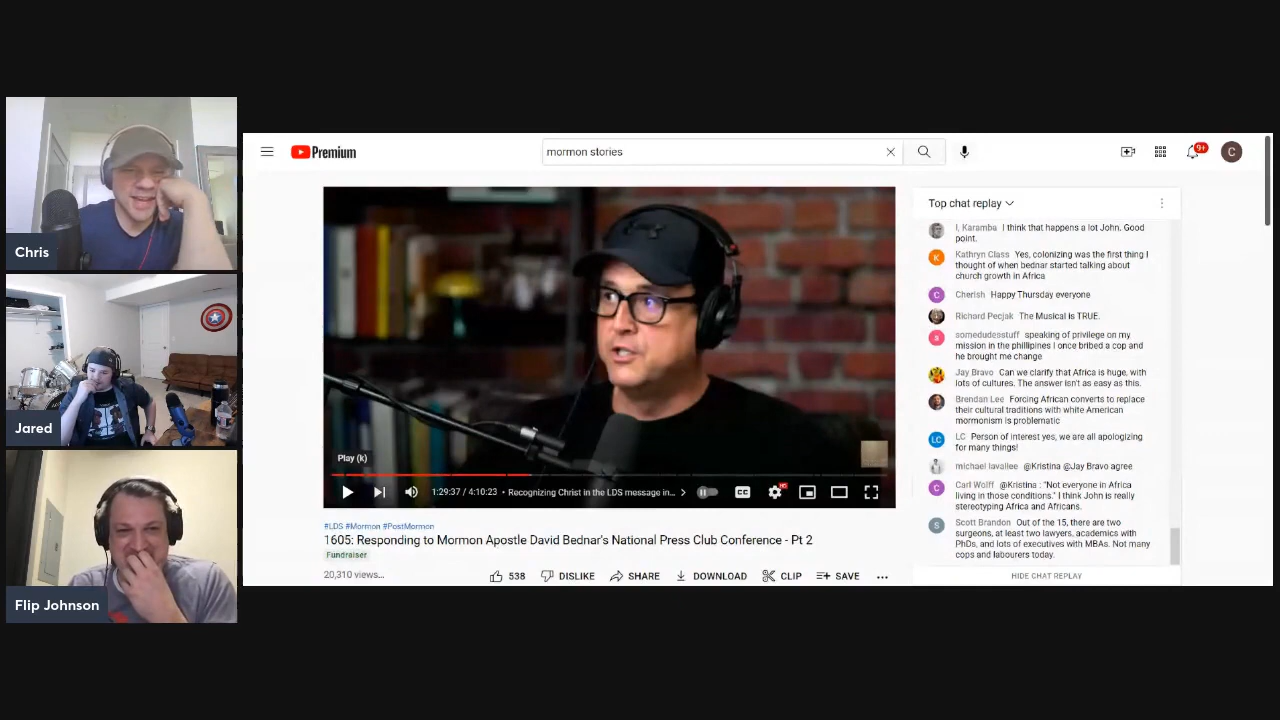 Chris
Jared
Flip Johnson
Premium
mormon stories
9+
C
Play (k)
1:29:37 / 4:10:23 • Recognizing Christ in the LDS message in...
CC
HD
#LDS #Mormon #PostMormon
1605: Responding to Mormon Apostle David Bednar's National Press Club Conference - Pt 2
Fundraiser
20,310 views...
538
DISLIKE
SHARE
DOWNLOAD
CLIP
SAVE
Top chat replay
I, Karamba I think that happens a lot John. Good
point.
K
Kathryn Class Yes, colonizing was the first thing I
thought of when bednar started talking about
church growth in Africa
C
Cherish Happy Thursday everyone
Richard Pecjak The Musical is TRUE.
S
somedudesstuff speaking of privilege on my
mission in the phillipines I once bribed a cop and
he brought me change
Jay Bravo Can we clarify that Africa is huge, with
lots of cultures. The answer isn't as easy as this.
Brendan Lee Forcing African converts to replace
their cultural traditions with white American
mormonism is problematic
LC
LC Person of interest yes, we are all apologizing
for many things!
michael lavallee @Kristina @Jay Bravo agree
C
Carl Wolff @Kristina : "Not everyone in Africa
living in those conditions." I think John is really
stereotyping Africa and Africans.
S
Scott Brandon Out of the 15, there are two
surgeons, at least two lawyers, academics with
PhDs, and lots of executives with MBAs. Not many
cops and labourers today.
HIDE CHAT REPLAY